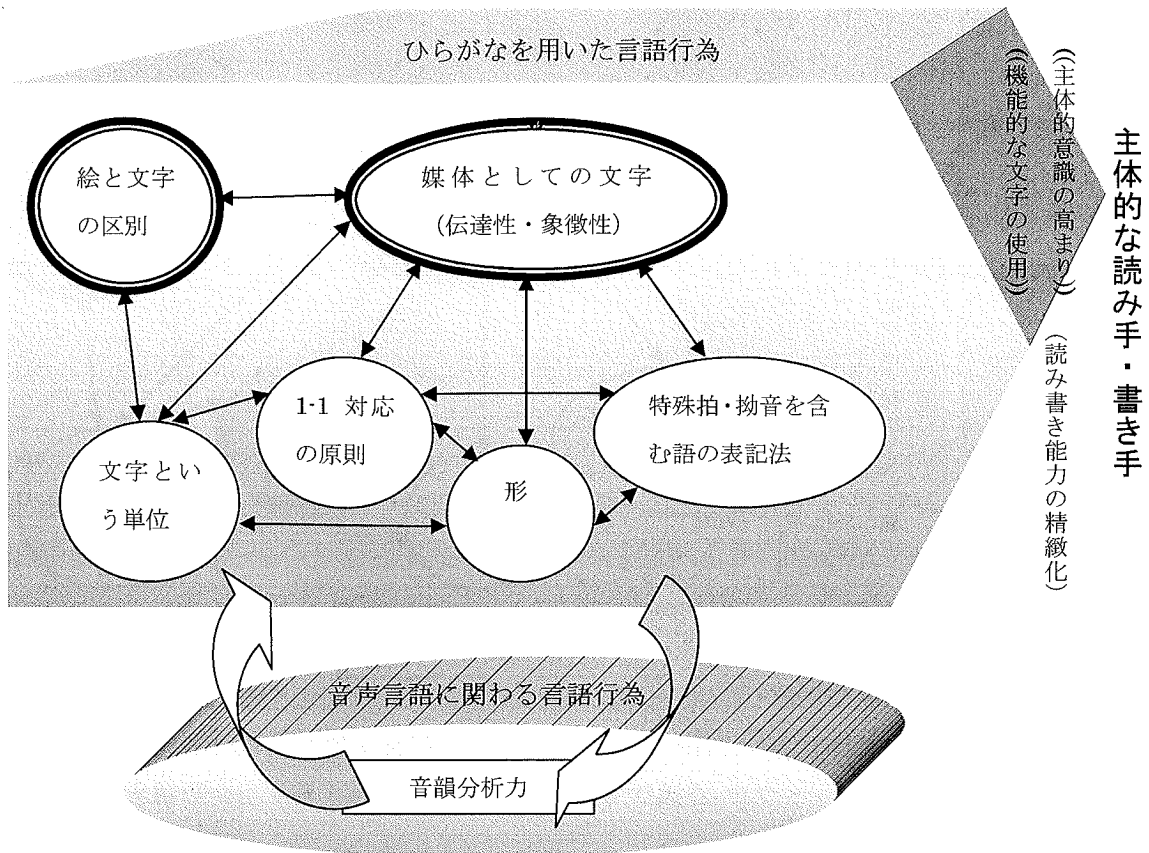 ひらがなを用いた言語行為
絵と文字
の区別
媒体としての文字
(伝達性・象徴性)
1-1 対応
の原則
特殊拍・拗音を含
む語の表記法
文字とい
う単位
形
音声言語に関わる言語行為
音韻分析力
主体的な読み手・書き手
((主体的意識の高まり))
(読み書き能力の精緻化)
((機能的な文字の使用))